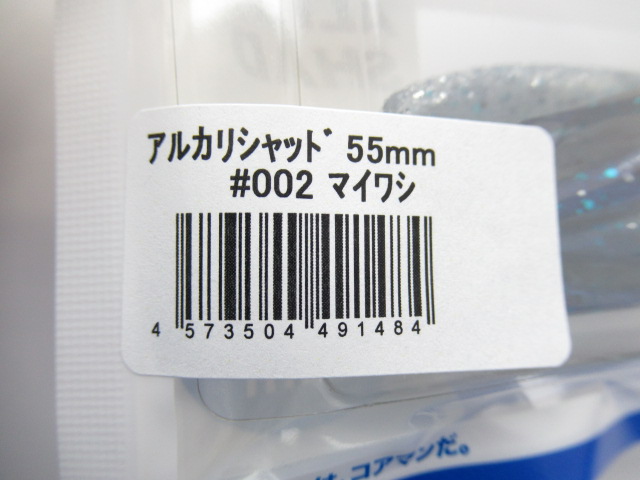 ｱﾙｶﾘｼｬｯﾄﾞ 55mm
#002 ﾏｲﾜｼ
4 573504 491484
は、コアマンだ。